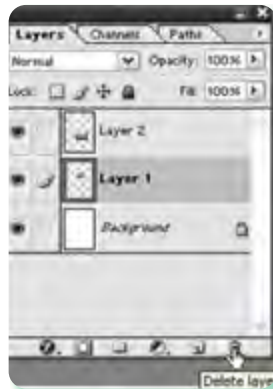 Layers Channels Paths
Normal Opacity: 100%
Lock: Fill: 100%
Layer 2
Layer 1
Background
Delete laye